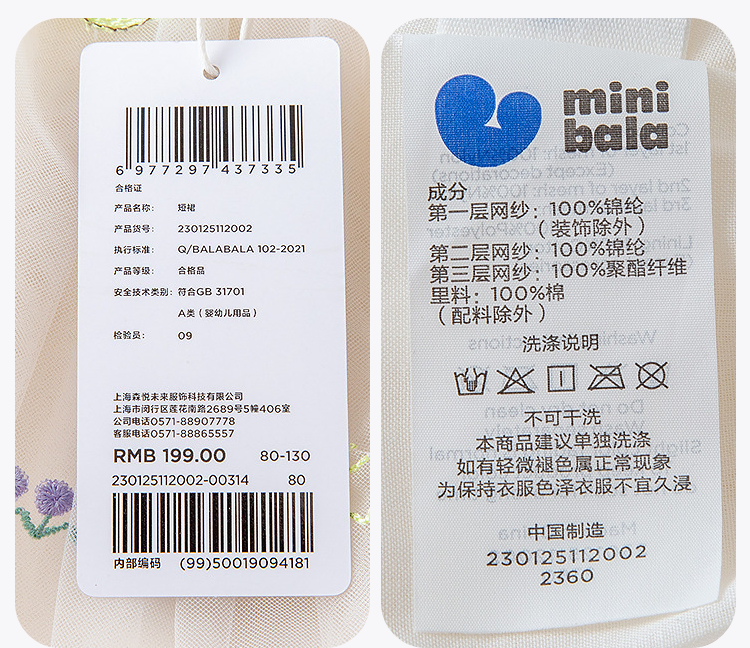 6 977297 437335
合格证
产品名称: 短裙
产品货号: 230125112002
执行标准: Q/BALABALA 102-2021
产品等级: 合格品
安全技术类别: 符合GB 31701
A类(婴幼儿用品)
检验员: 09
上海森悦未来服饰科技有限公司
上海市闵行区莲花南路2689号5幢406室
公司电话0571-88907778
客服电话0571-88865557
RMB 199.00 80-130
230125112002-00314 80
内部编码 (99)50019094181
mini
bala
成分
第一层网纱: 100%锦纶
(装饰除外)
第二层网纱: 100%锦纶
第三层网纱: 100%聚酯纤维
里料: 100%棉
(配料除外)
洗涤说明
不可干洗
本商品建议单独洗涤
如有轻微褪色属正常现象
为保持衣服色泽衣服不宜久浸
中国制造
230125112002
2360